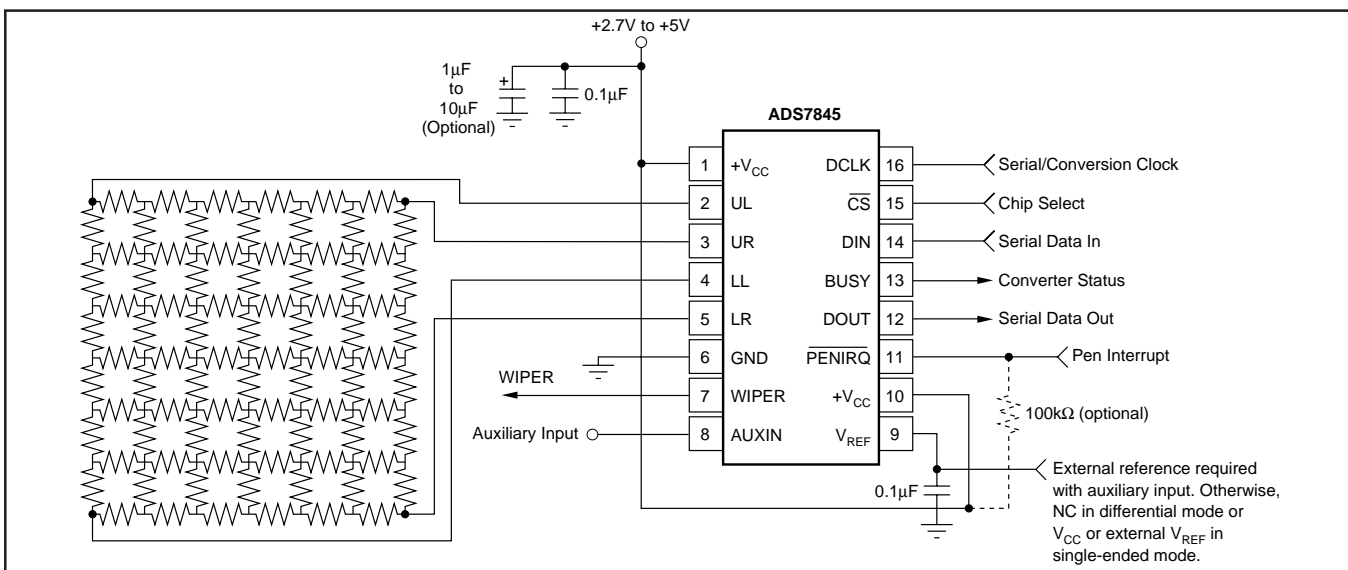 +2.7V to +5V
1µF
to
10µF
(Optional)
+
0.1µF
ADS7845
1 +VCC DCLK 16 Serial/Conversion Clock
2 UL CS 15 Chip Select
3 UR DIN 14 Serial Data In
4 LL BUSY 13 Converter Status
5 LR DOUT 12 Serial Data Out
6 GND PENIRQ 11 Pen Interrupt
WIPER 7 WIPER +VCC 10
100kΩ (optional)
Auxiliary Input 8 AUXIN VREF 9
0.1µF
External reference required
with auxiliary input. Otherwise,
NC in differential mode or
VCC or external VREF in
single-ended mode.